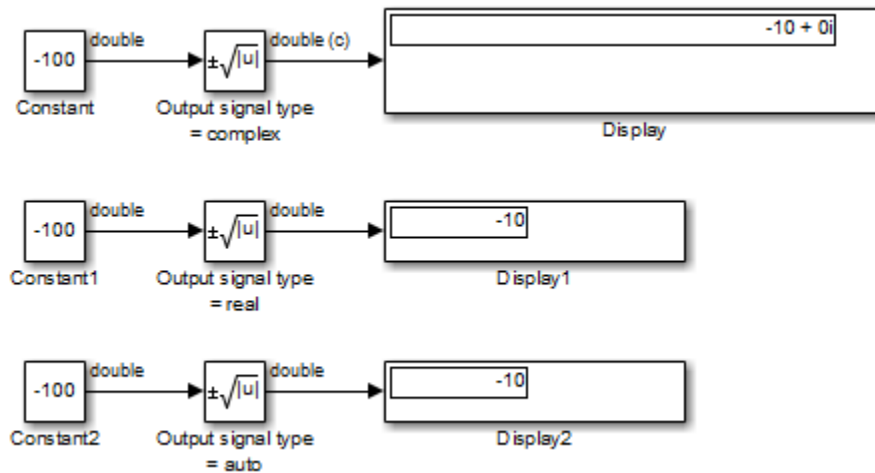 double
double (c)
-10 + 0i
-100
±√|u|
Constant
Output signal type
= complex
Display
double
double
-10
-100
±√|u|
Constant1
Output signal type
= real
Display1
double
double
-10
-100
±√|u|
Constant2
Output signal type
= auto
Display2